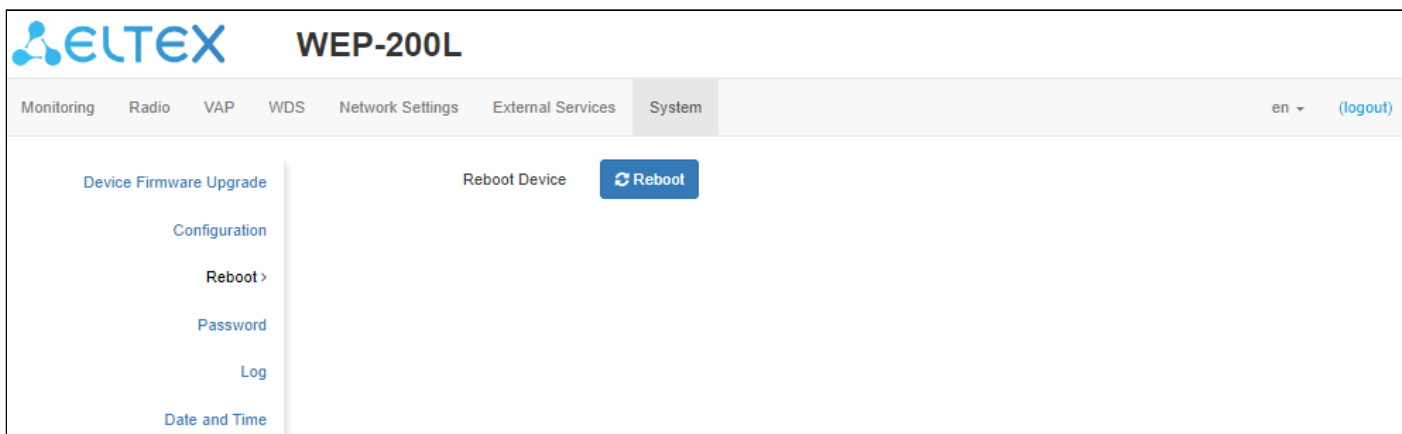 ELTEX WEP-200L
Monitoring Radio VAP WDS Network Settings External Services System en (logout)
Device Firmware Upgrade
Reboot Device Reboot
Configuration
Reboot >
Password
Log
Date and Time